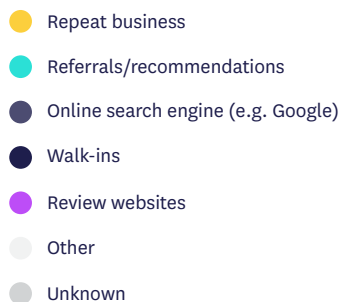 Repeat business
Referrals/recommendations
Online search engine (e.g. Google)
Walk-ins
Review websites
Other
Unknown